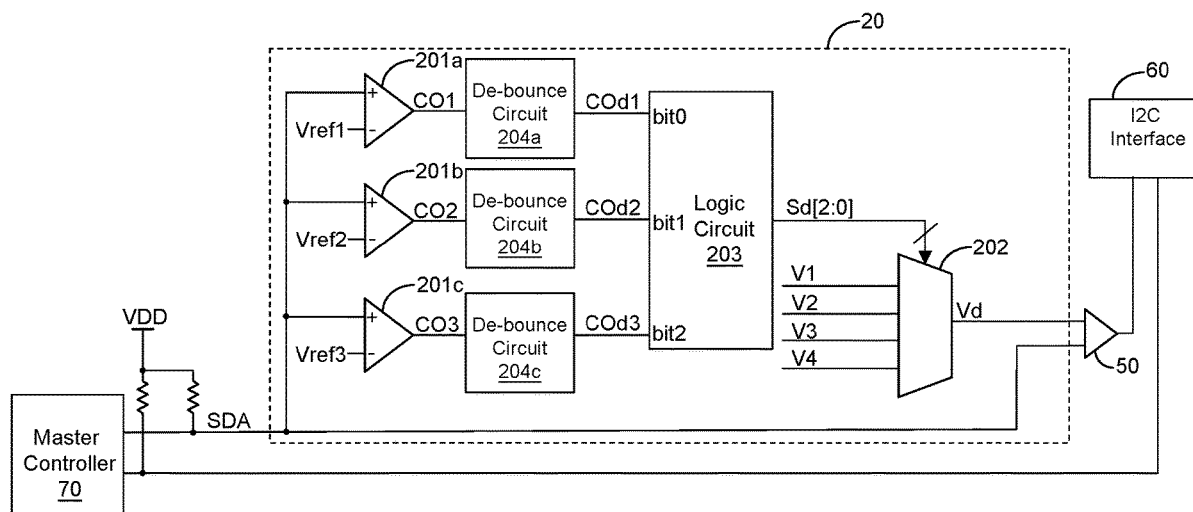 20
60
I2C
Interface
201a
+
-
CO1
Vref1
De-bounce
Circuit
204a
COd1
bit0
201b
+
-
CO2
Vref2
De-bounce
Circuit
204b
COd2
bit1
Logic
Circuit
203
Sd[2:0]
202
201c
+
-
CO3
Vref3
De-bounce
Circuit
204c
COd3
bit2
V1
V2
V3
V4
Vd
50
VDD
SDA
Master
Controller
70